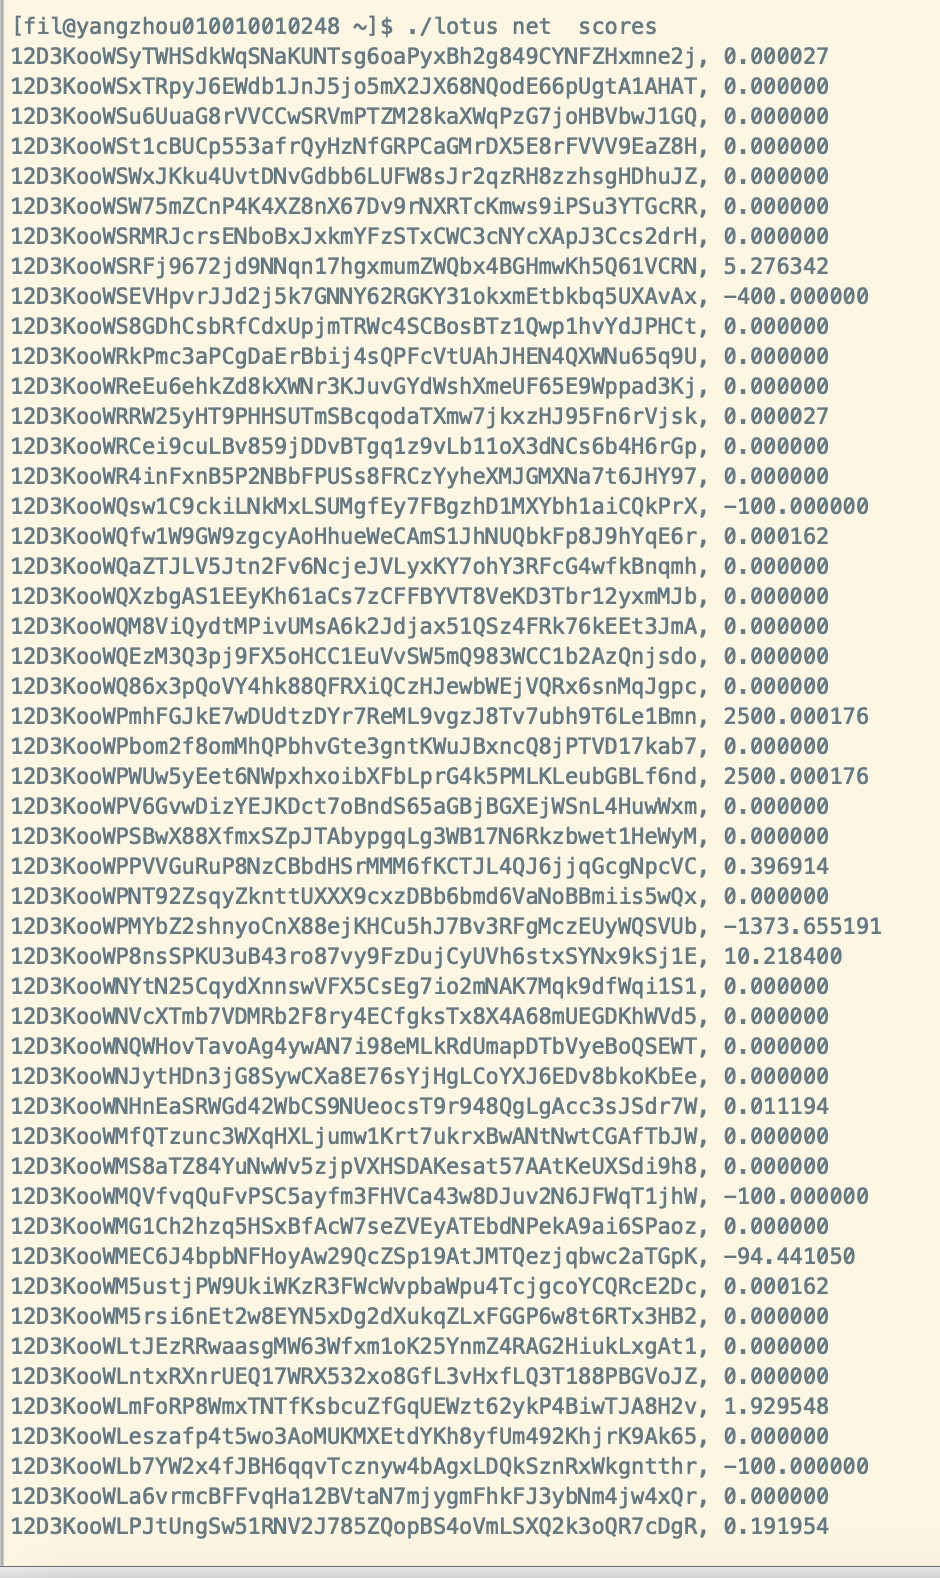 [fil@yangzhou010010010248 ~]$ ./lotus net  scores
12D3KooWSyTWHSdkWqSNaKUNTsg6oaPyxBh2g849CYNFZHxmne2j, 0.000027
12D3KooWSxTRpyJ6EWdb1JnJ5jo5mX2JX68NQodE66pUgtA1AHAT, 0.000000
12D3KooWSu6UuaG8rVVCCwSRVmPTZM28kaXWqPzG7joHBVbwJ1GQ, 0.000000
12D3KooWSt1cBUCp553afrQyHzNfGRPCaGMrDX5E8rFVVV9EaZ8H, 0.000000
12D3KooWSWxJKku4UvtDNvGdbb6LUFW8sJr2qzRH8zzhsgHDhuJZ, 0.000000
12D3KooWSW75mZCnP4K4XZ8nX67Dv9rNXRTcKmws9iPSu3YTGcRR, 0.000000
12D3KooWSRMRJcrsENboBxJxkmYFzSTxCWC3cNYcXApJ3Ccs2drH, 0.000000
12D3KooWSRFj9672jd9NNqn17hgxmumZWQbx4BGHmwKh5Q61VCRN, 5.276342
12D3KooWSEVHpvrJJd2j5k7GNNY62RGKY31okxmEtbkbq5UXAvAx, -400.000000
12D3KooWS8GDhCsbRfCdxUpjmTRWc4SCBosBTz1Qwp1hvYdJPHCt, 0.000000
12D3KooWRkPmc3aPCgDaErBbij4sQPFcVtUAhJHEN4QXWNu65q9U, 0.000000
12D3KooWReEu6ehkZd8kXWNr3KJuvGYdWshXmeUF65E9Wppad3Kj, 0.000000
12D3KooWRRW25yHT9PHHSUTmSBcqodaTXmw7jkxzHJ95Fn6rVjsk, 0.000027
12D3KooWRCei9cuLBv859jDDvBTgq1z9vLb11oX3dNCs6b4H6rGp, 0.000000
12D3KooWR4inFxnB5P2NBbFPUSs8FRCzYyheXMJGMXNa7t6JHY97, 0.000000
12D3KooWQsw1C9ckiLNkMxLSUMgfEy7FBgzhD1MXYbh1aiCQkPrX, -100.000000
12D3KooWQfw1W9GW9zgcyAoHhueWeCAmS1JhNUQbkFp8J9hYqE6r, 0.000162
12D3KooWQaZTJLV5Jtn2Fv6NcjeJVLyxKY7ohY3RFcG4wfkBnqmh, 0.000000
12D3KooWQXzbgAS1EEyKh61aCs7zCFFBYVT8VeKD3Tbr12yxmMJb, 0.000000
12D3KooWQM8ViQydtMPivUMsA6k2Jdjax51QSz4FRk76kEEt3JmA, 0.000000
12D3KooWQEzM3Q3pj9FX5oHCC1EuVvSW5mQ983WCC1b2AzQnjsdo, 0.000000
12D3KooWQ86x3pQoVY4hk88QFRXiQCzHJewbWEjVQRx6snMqJgpc, 0.000000
12D3KooWPmhFGJkE7wDUdtzDYr7ReML9vgzJ8Tv7ubh9T6Le1Bmn, 2500.000176
12D3KooWPbom2f8omMhQPbhvGte3gntKWuJBxncQ8jPTVD17kab7, 0.000000
12D3KooWPWUw5yEet6NWpxhxoibXFbLprG4k5PMLKLeubGBLf6nd, 2500.000176
12D3KooWPV6GvwDizYEJKDct7oBndS65aGBjBGXEjWSnL4HuwWxm, 0.000000
12D3KooWPSBwX88XfmxSZpJTAbypgqLg3WB17N6Rkzbwet1HeWyM, 0.000000
12D3KooWPPVVGuRuP8NzCBbdHSrMMM6fKCTJL4QJ6jjqGcgNpcVC, 0.396914
12D3KooWPNT92ZsqyZknttUXXX9cxzDBb6bmd6VaNoBBmiis5wQx, 0.000000
12D3KooWPMYbZ2shnyoCnX88ejKHCu5hJ7Bv3RFgMczEUyWQSVUb, -1373.655191
12D3KooWP8nsSPKU3uB43ro87vy9FzDujCyUVh6stxSYNx9kSj1E, 10.218400
12D3KooWNYtN25CqydXnnswVFX5CsEg7io2mNAK7Mqk9dfWqi1S1, 0.000000
12D3KooWNVcXTmb7VDMRb2F8ry4ECfgksTx8X4A68mUEGDKhWVd5, 0.000000
12D3KooWNQWHovTavoAg4ywAN7i98eMLkRdUmapDTbVyeBoQSEWT, 0.000000
12D3KooWNJytHDn3jG8SywCXa8E76sYjHgLCoYXJ6EDv8bkoKbEe, 0.000000
12D3KooWNHnEaSRWGd42WbCS9NUeocsT9r948QgLgAcc3sJSdr7W, 0.011194
12D3KooWMfQTzunc3WXqHXLjumw1Krt7ukrxBwANtNwtCGAfTbJW, 0.000000
12D3KooWMS8aTZ84YuNwWv5zjpVXHSDAKesat57AAtKeUXSdi9h8, 0.000000
12D3KooWMQVfvqQuFvPSC5ayfm3FHVCa43w8DJuv2N6JFWqT1jhW, -100.000000
12D3KooWMG1Ch2hzq5HSxBfAcW7seZVEyATEbdNPekA9ai6SPaoz, 0.000000
12D3KooWMEC6J4bpbNFHoyAw29QcZSp19AtJMTQezjqbwc2aTGpK, -94.441050
12D3KooWM5ustjPW9UkiWKzR3FWcWvpbaWpu4TcjgcoYCQRcE2Dc, 0.000162
12D3KooWM5rsi6nEt2w8EYN5xDg2dXukqZLxFGGP6w8t6RTx3HB2, 0.000000
12D3KooWLtJEzRRwaasgMW63Wfxm1oK25YnmZ4RAG2HiukLxgAt1, 0.000000
12D3KooWLntxRXnrUEQ17WRX532xo8GfL3vHxfLQ3T188PBGVoJZ, 0.000000
12D3KooWLmFoRP8WmxTNTfKsbcuZfGqUEWzt62ykP4BiwTJA8H2v, 1.929548
12D3KooWLeszafp4t5wo3AoMUKMXEtdYKh8yfUm492KhjrK9Ak65, 0.000000
12D3KooWLb7YW2x4fJBH6qqvTcznyw4bAgxLDQkSznRxWkgntthr, -100.000000
12D3KooWLa6vrmcBFFvqHa12BVtaN7mjygmFhkFJ3ybNm4jw4xQr, 0.000000
12D3KooWLPJtUngSw51RNV2J785ZQopBS4oVmLSXQ2k3oQR7cDgR, 0.191954